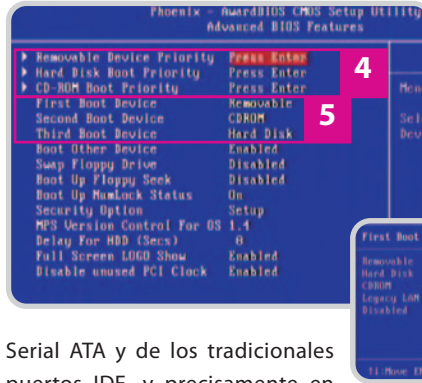 Phoenix - AwardBIOS CMOS Setup Utility
Advanced BIOS Features
Removable Device Priority Press Enter
Hard Disk Boot Priority Press Enter
CD-ROM Boot Priority Press Enter
4
First Boot Device Removable
Second Boot Device CDROM
Third Boot Device Hard Disk
5
Boot Other Device Enabled
Swap Floppy Drive Disabled
Boot Up Floppy Seek Disabled
Boot Up NumLock Status On
Security Option Setup
MPS Version Control For OS 1.4
Delay For HDD (Secs) 0
Full Screen LOGO Show Enabled
Disable unused PCI Clock Enabled
First Boot
Removable
Hard Disk
CDROM
Legacy LAN
Disabled
Serial ATA y de los tradicionales
puertos IDE, y precisamente en